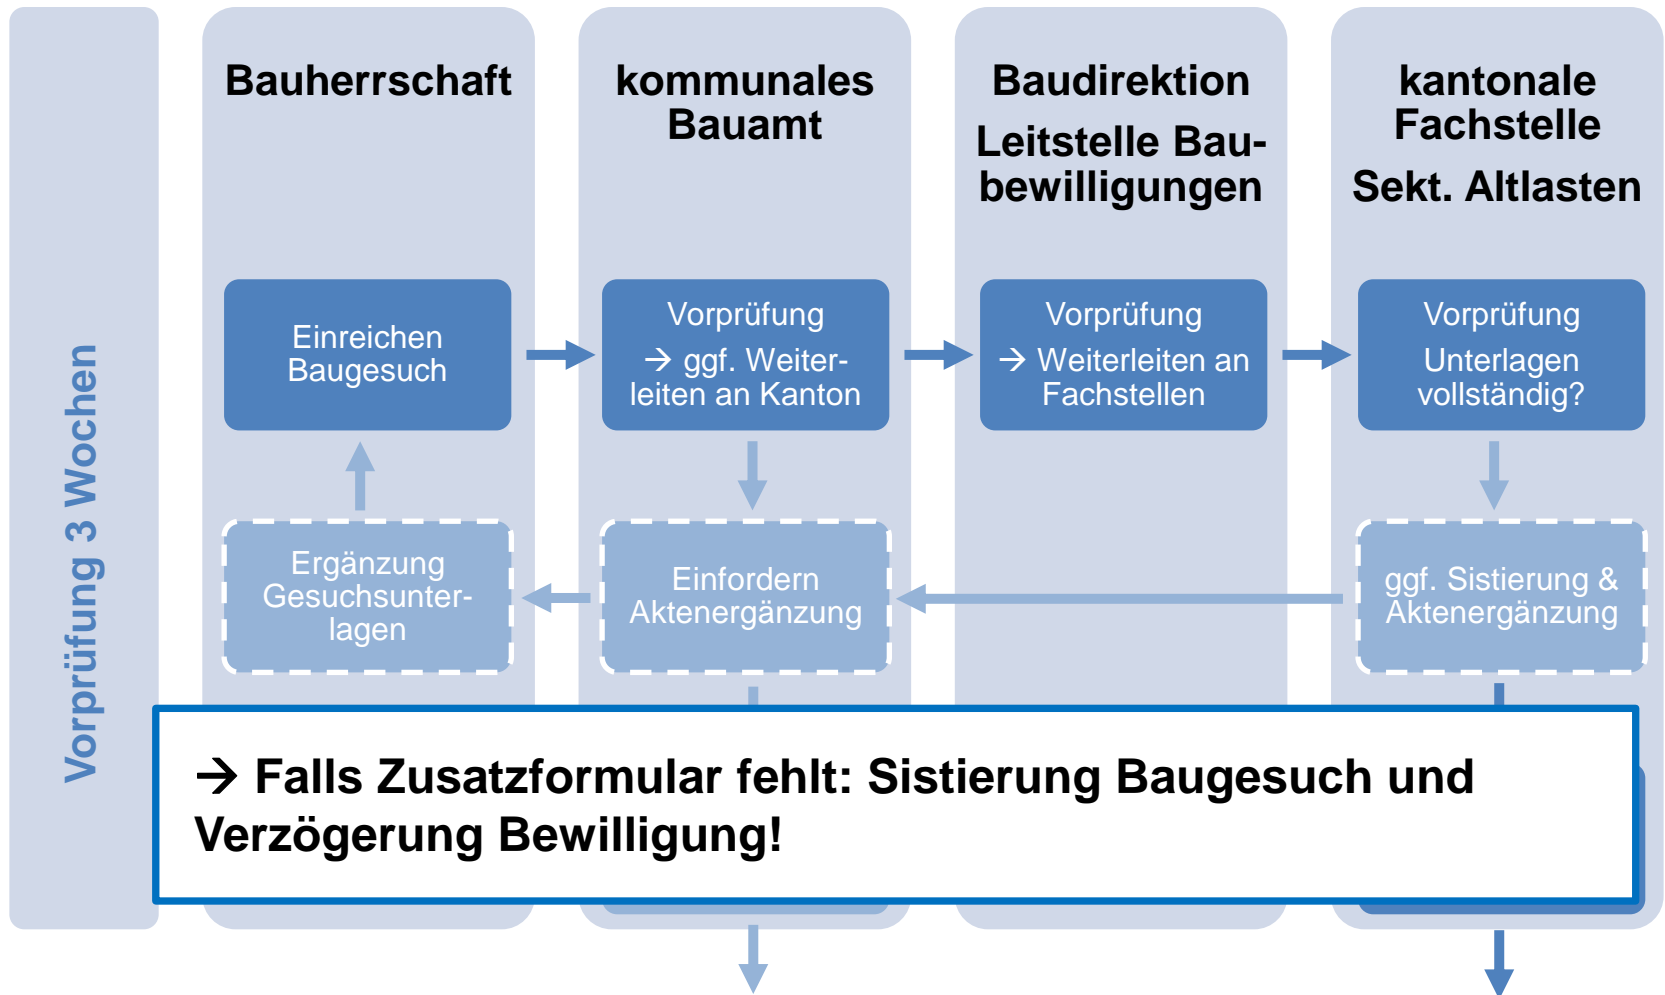 Bauherrschaft
kommunales
Bauamt
Baudirektion
Leitstelle Bau-
bewilligungen
kantonale
Fachstelle
Sekt. Altlasten
Vorprüfung 3 Wochen
Einreichen
Baugesuch
Vorprüfung
→ ggf. Weiter-
leiten an Kanton
Vorprüfung
→ Weiterleiten an
Fachstellen
Vorprüfung
Unterlagen
vollständig?
Ergänzung
Gesuchsunter-
lagen
Einfordern
Aktenergänzung
ggf. Sistierung &
Aktenergänzung
→ Falls Zusatzformular fehlt: Sistierung Baugesuch und
Verzögerung Bewilligung!